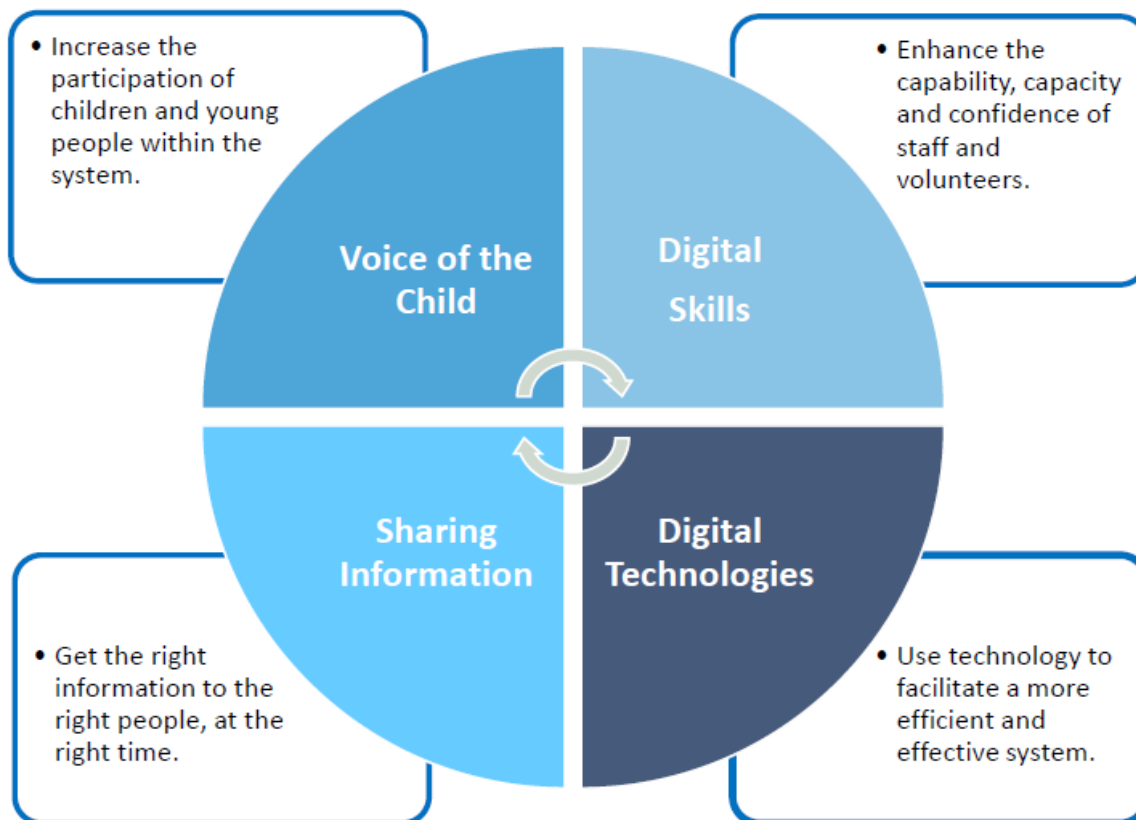 • Increase the
participation of
children and young
people within the
system.
• Enhance the
capability, capacity
and confidence of
staff and
volunteers.
Voice of the
Child
Digital
Skills
Sharing
Information
Digital
Technologies
• Get the right
information to the
right people, at the
right time.
• Use technology to
facilitate a more
efficient and
effective system.